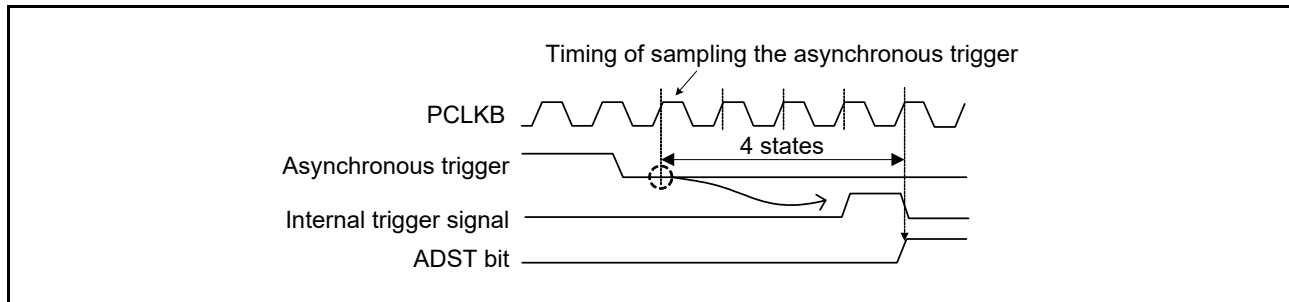 Timing of sampling the asynchronous trigger
PCLKB
4 states
Asynchronous trigger
Internal trigger signal
ADST bit